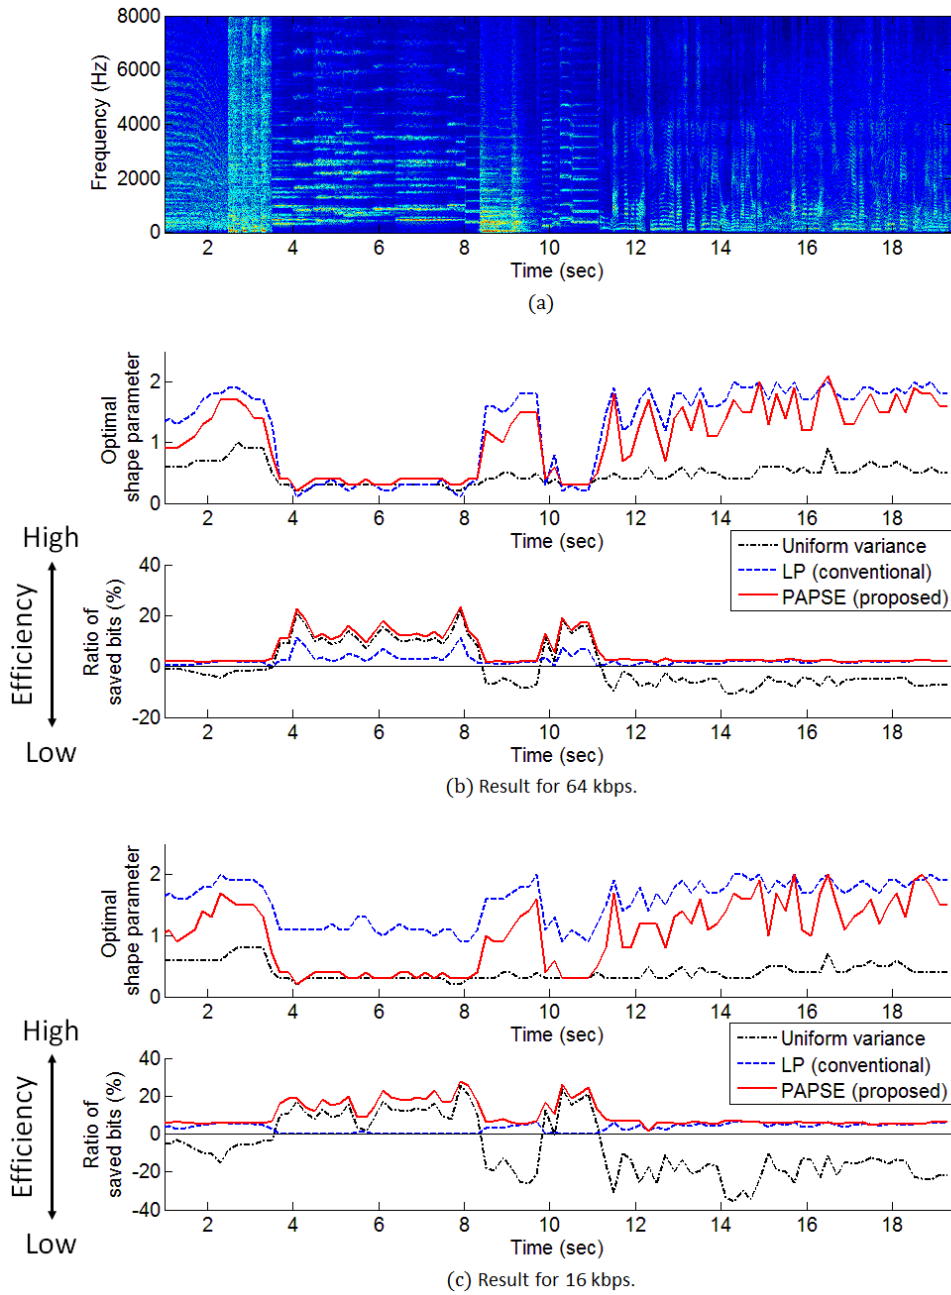 8000
6000
4000
2000
0
Frequency (Hz)
2 4 6 8 10 12 14 16 18
Time (sec)
(a)
Optimal
shape parameter
2
1
0
2 4 6 8 10 12 14 16 18
Time (sec)
High
Efficiency
Low
Uniform variance
LP (conventional)
PAPSE (proposed)
Ratio of
saved bits (%)
40
20
0
-20
2 4 6 8 10 12 14 16 18
Time (sec)
(b) Result for 64 kbps.
Optimal
shape parameter
2
1
0
2 4 6 8 10 12 14 16 18
Time (sec)
High
Efficiency
Low
Uniform variance
LP (conventional)
PAPSE (proposed)
Ratio of
saved bits (%)
40
20
0
-20
-40
2 4 6 8 10 12 14 16 18
Time (sec)
(c) Result for 16 kbps.